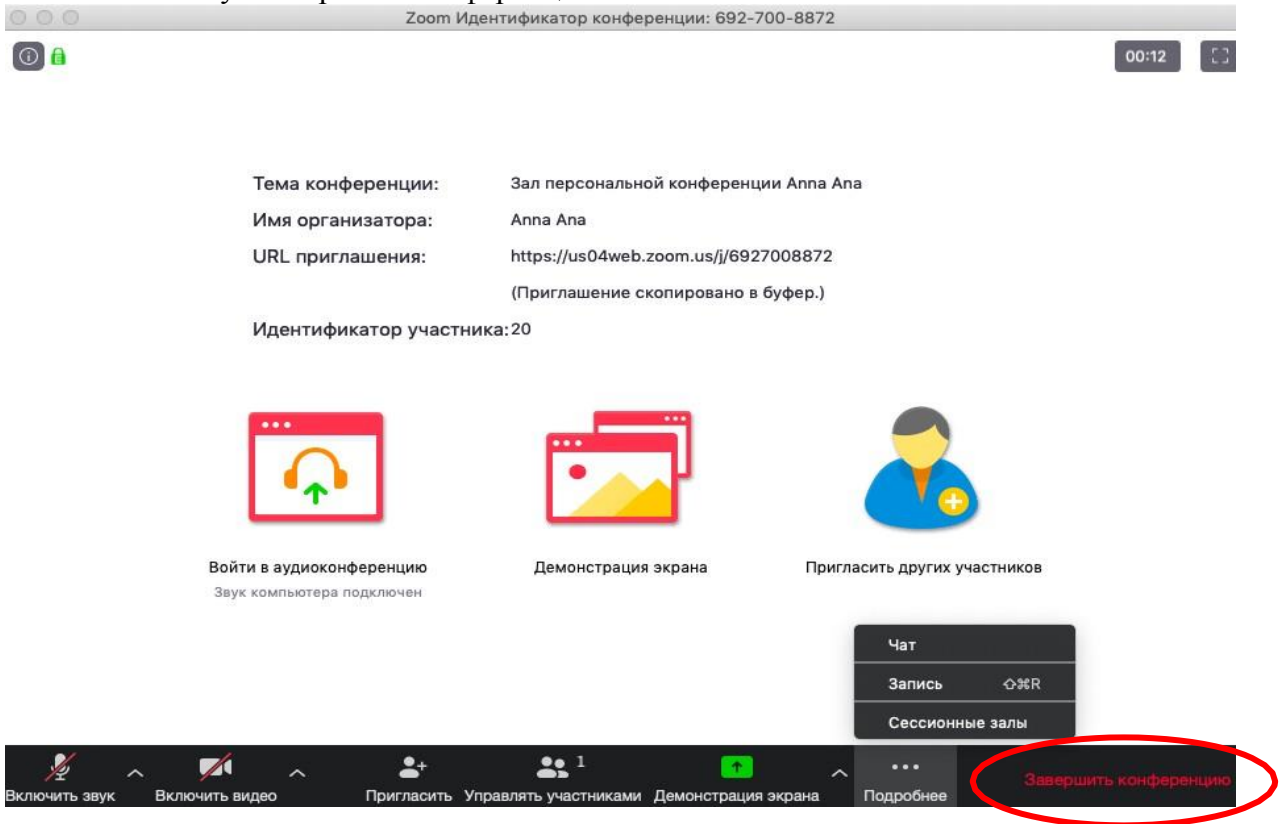 Zoom Идентификатор конференции: 692-700-8872
00:12
Тема конференции: Зал персональной конференции Anna Ana
Имя организатора: Anna Ana
URL приглашения: https://us04web.zoom.us/j/6927008872
(Приглашение скопировано в буфер.)
Идентификатор участника: 20
Войти в аудиоконференцию Демонстрация экрана Пригласить других участников
Звук компьютера подключен
Чат
Запись ⇧⌘R
Сессионные залы
1
Включить звук Включить видео Пригласить Управлять участниками Демонстрация экрана Подробнее Завершить конференцию